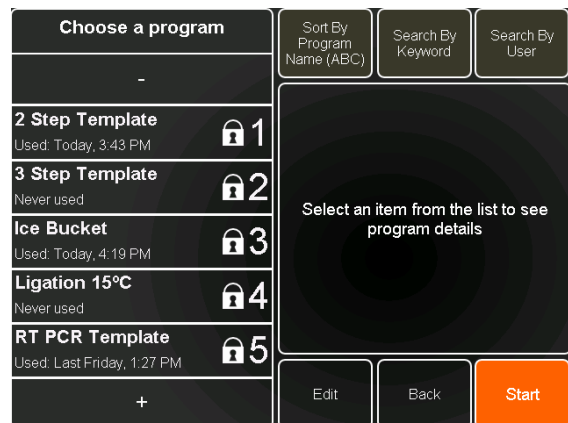 Choose a program
-
2 Step Template
Used: Today, 3:43 PM
1
3 Step Template
Never used
2
Ice Bucket
Used: Today, 4:19 PM
3
Ligation 15ºC
Never used
4
RT PCR Template
Used: Last Friday, 1:27 PM
5
+
Sort By
Program
Name (ABC)
Search By
Keyword
Search By
User
Select an item from the list to see
program details
Edit
Back
Start